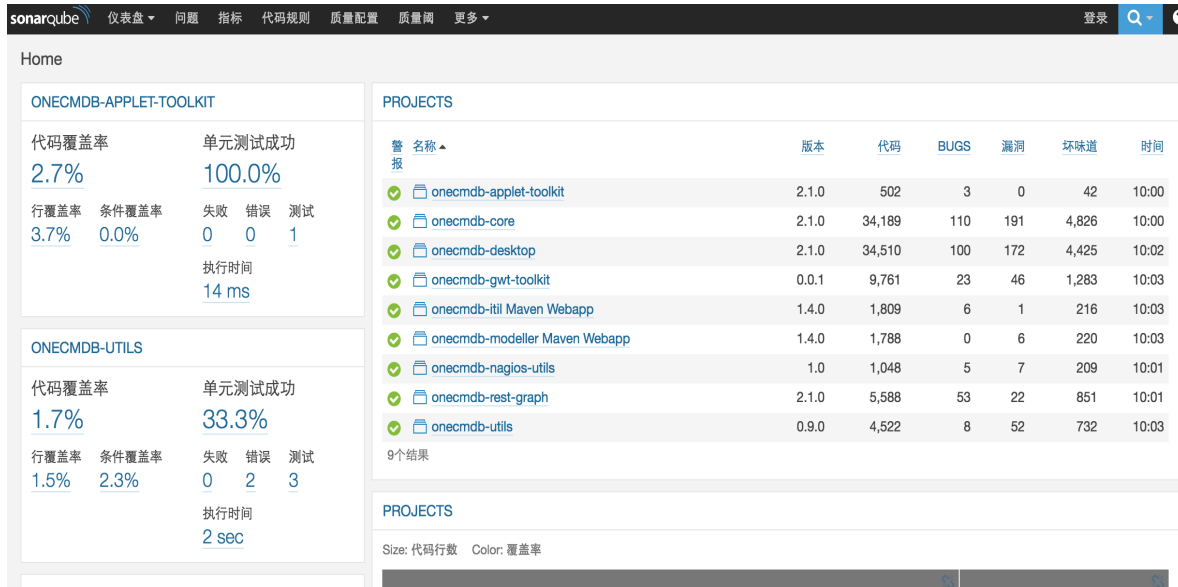 sonarqube 仪表盘 问题 指标 代码规则 质量配置 质量阈 更多 登录
Home
ONECMDB-APPLET-TOOLKIT
代码覆盖率 单元测试成功
2.7% 100.0%
行覆盖率 条件覆盖率 失败 错误 测试
3.7% 0.0% 0 0 1
执行时间
14 ms
ONECMDB-UTILS
代码覆盖率 单元测试成功
1.7% 33.3%
行覆盖率 条件覆盖率 失败 错误 测试
1.5% 2.3% 0 2 3
执行时间
2 sec
PROJECTS
警报 名称 版本 代码 BUGS 漏洞 坏味道 时间
onecmdb-applet-toolkit 2.1.0 502 3 0 42 10:00
onecmdb-core 2.1.0 34,189 110 191 4,826 10:00
onecmdb-desktop 2.1.0 34,510 100 172 4,425 10:02
onecmdb-gwt-toolkit 0.0.1 9,761 23 46 1,283 10:03
onecmdb-itil Maven Webapp 1.4.0 1,809 6 1 216 10:03
onecmdb-modeller Maven Webapp 1.4.0 1,788 0 6 220 10:03
onecmdb-nagios-utils 1.0 1,048 5 7 209 10:01
onecmdb-rest-graph 2.1.0 5,588 53 22 851 10:01
onecmdb-utils 0.9.0 4,522 8 52 732 10:03
9个结果
PROJECTS
Size: 代码行数 Color: 覆盖率